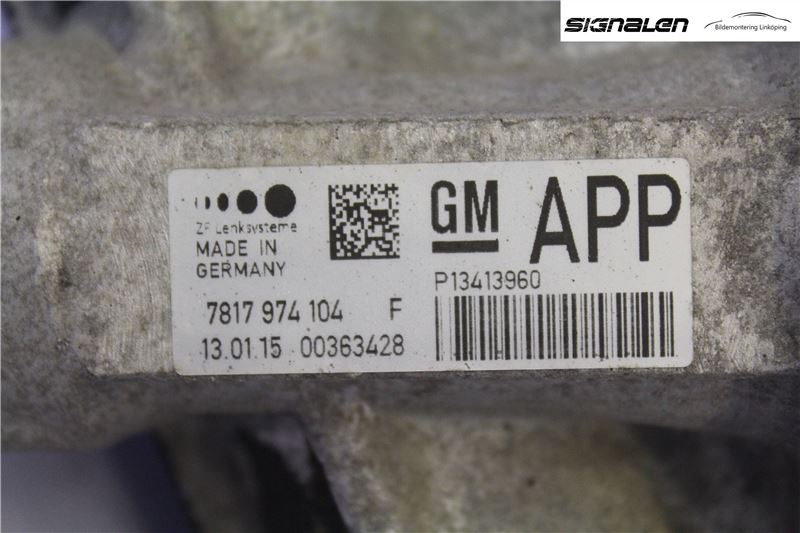 SIGNALEN
Bildemontering Linköping
ZF Lenksysteme
MADE IN
GERMANY
7817 974 104 F
13.01.15 00363428
GM
APP
P13413960